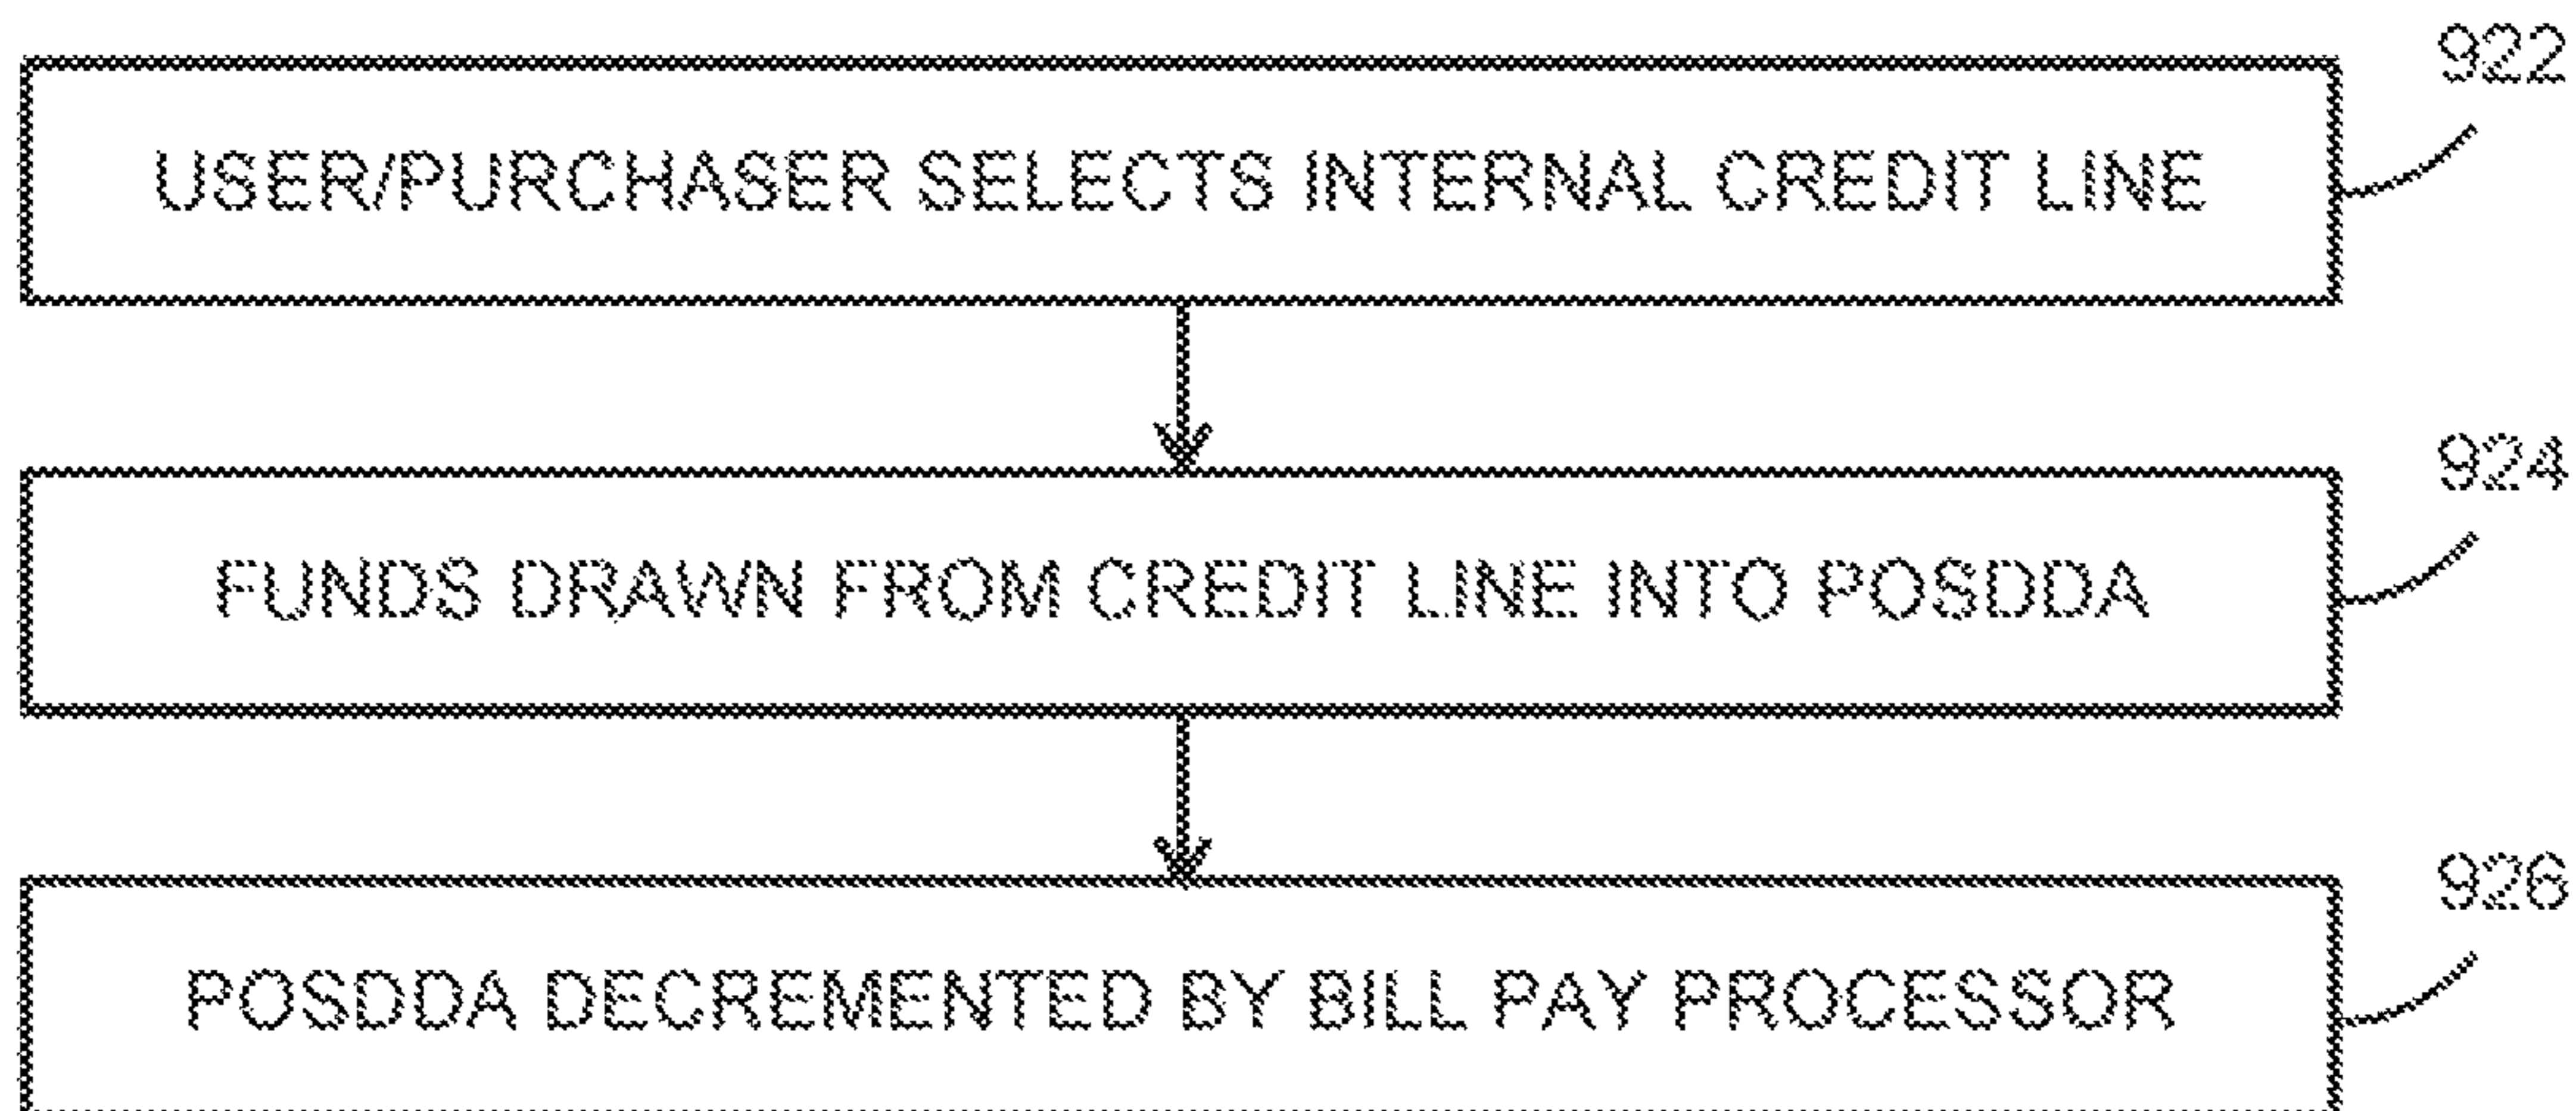 922
USER/PURCHASER SELECTS INTERNAL CREDIT LINE
924
FUNDS DRAWN FROM CREDIT LINE INTO POSDDA
926
POSDDA DECREMENTED BY BILL PAY PROCESSOR